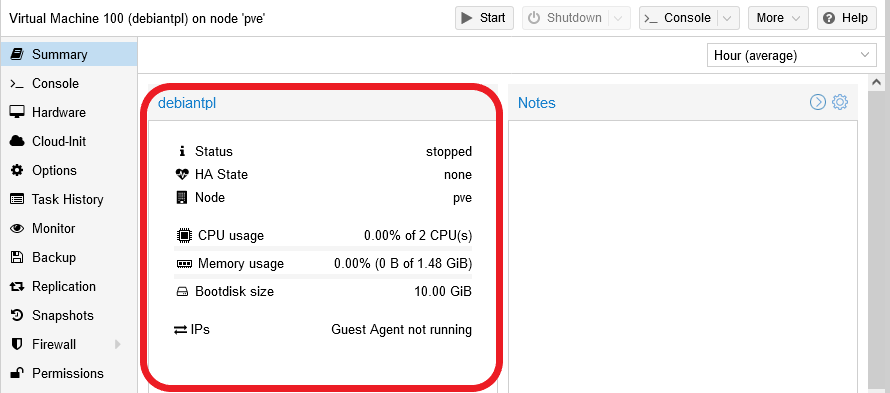 Virtual Machine 100 (debiantpl) on node 'pve'
Start
Shutdown
Console
More
Help
Summary
Console
Hardware
Cloud-Init
Options
Task History
Monitor
Backup
Replication
Snapshots
Firewall
Permissions
Hour (average)
debiantpl
Status stopped
HA State none
Node pve
CPU usage 0.00% of 2 CPU(s)
Memory usage 0.00% (0 B of 1.48 GiB)
Bootdisk size 10.00 GiB
IPs Guest Agent not running
Notes